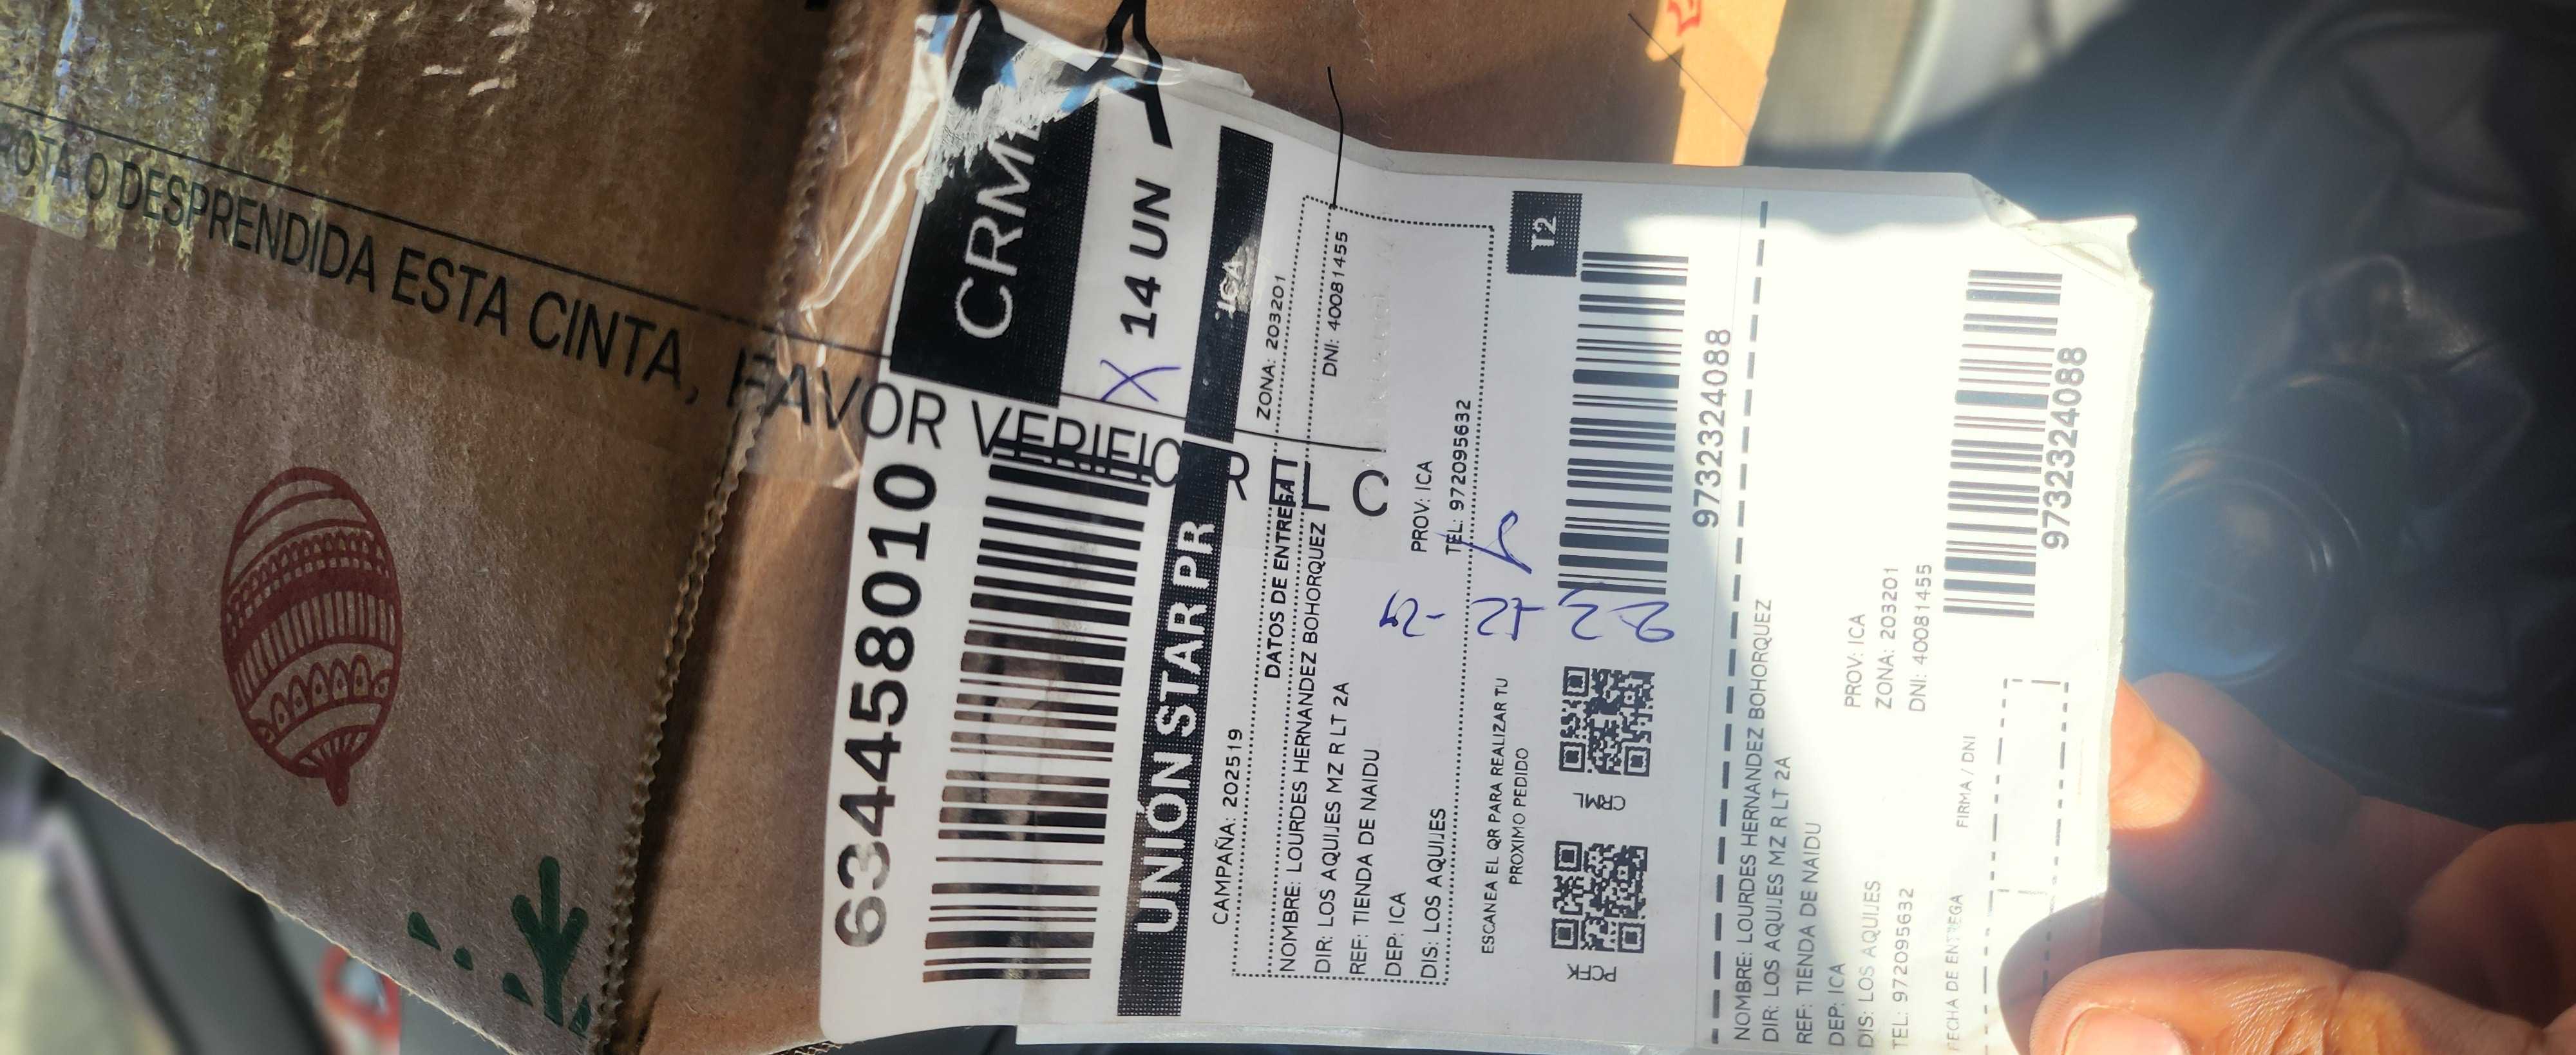 ROTA O DESPRENDIDA ESTA CINTA, FAVOR VERIFIC R L C
6344458010
CRML
X 14 UN
UNIÓN STAR PR
ICA
CAMPAÑA: 202519
ZONA: 203201
DATOS DE ENTREGA
NOMBRE: LOURDES HERNANDEZ BOHORQUEZ
DNI: 40081455
DIR: LOS AQUIJES MZ R LT 2A
REF: TIENDA DE NAIDU
DEP: ICA
PROV: ICA
DIS: LOS AQUIJES
TEL: 972095632
ESCANEA EL QR PARA REALIZAR TU
PROXIMO PEDIDO
T2
PCFK
CRML
9732324088
NOMBRE: LOURDES HERNANDEZ BOHORQUEZ
DIR: LOS AQUIJES MZ R LT 2A
REF: TIENDA DE NAIDU
DEP: ICA
PROV: ICA
DIS: LOS AQUIJES
ZONA: 203201
TEL: 972095632
DNI: 40081455
FECHA DE ENTREGA
FIRMA / DNI
9732324088